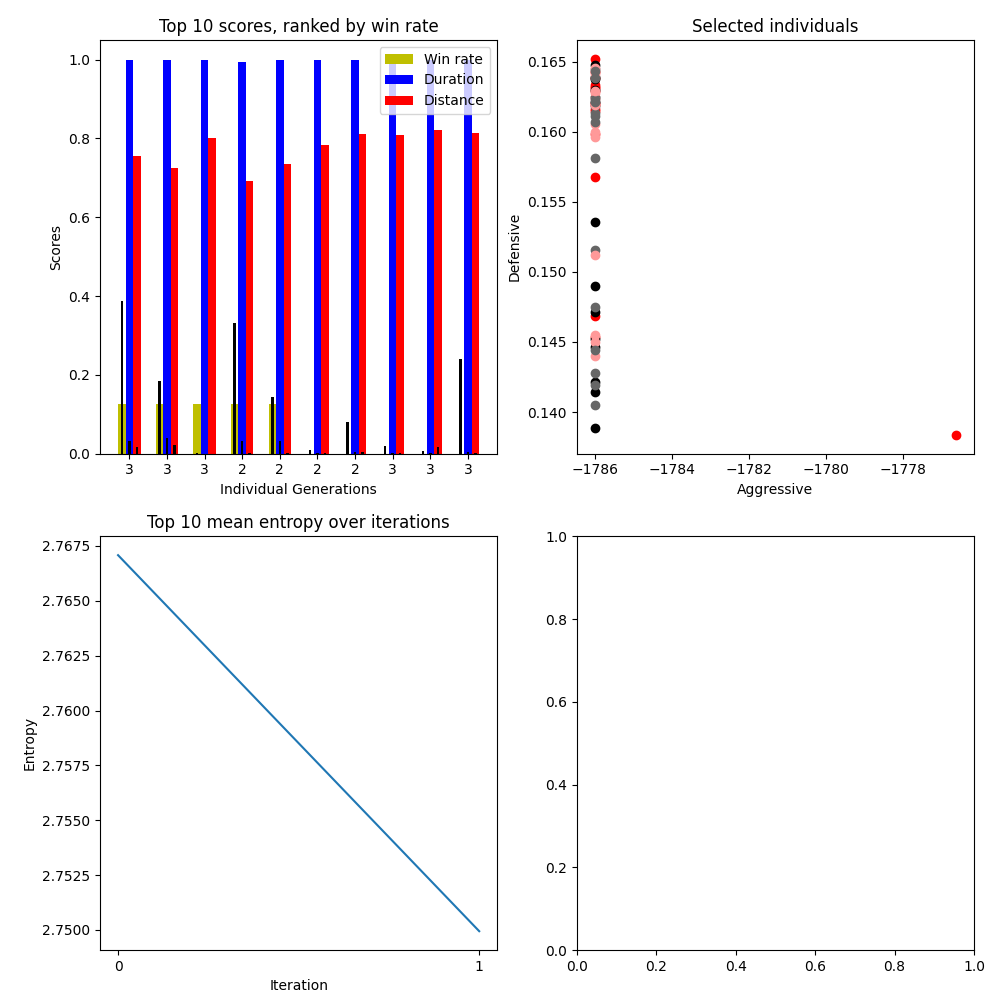 Top 10 scores, ranked by win rate
Win rate
Duration
Distance
1.0
0.8
0.6
0.4
0.2
0.0
Scores
3 3 3 2 2 2 2 3 3 3
Individual Generations
Selected individuals
0.165
0.160
0.155
0.150
0.145
0.140
Defensive
−1786 −1784 −1782 −1780 −1778
Aggressive
Top 10 mean entropy over iterations
2.7675
2.7650
2.7625
2.7600
2.7575
2.7550
2.7525
2.7500
Entropy
0 1
Iteration
1.0
0.8
0.6
0.4
0.2
0.0
0.0 0.2 0.4 0.6 0.8 1.0